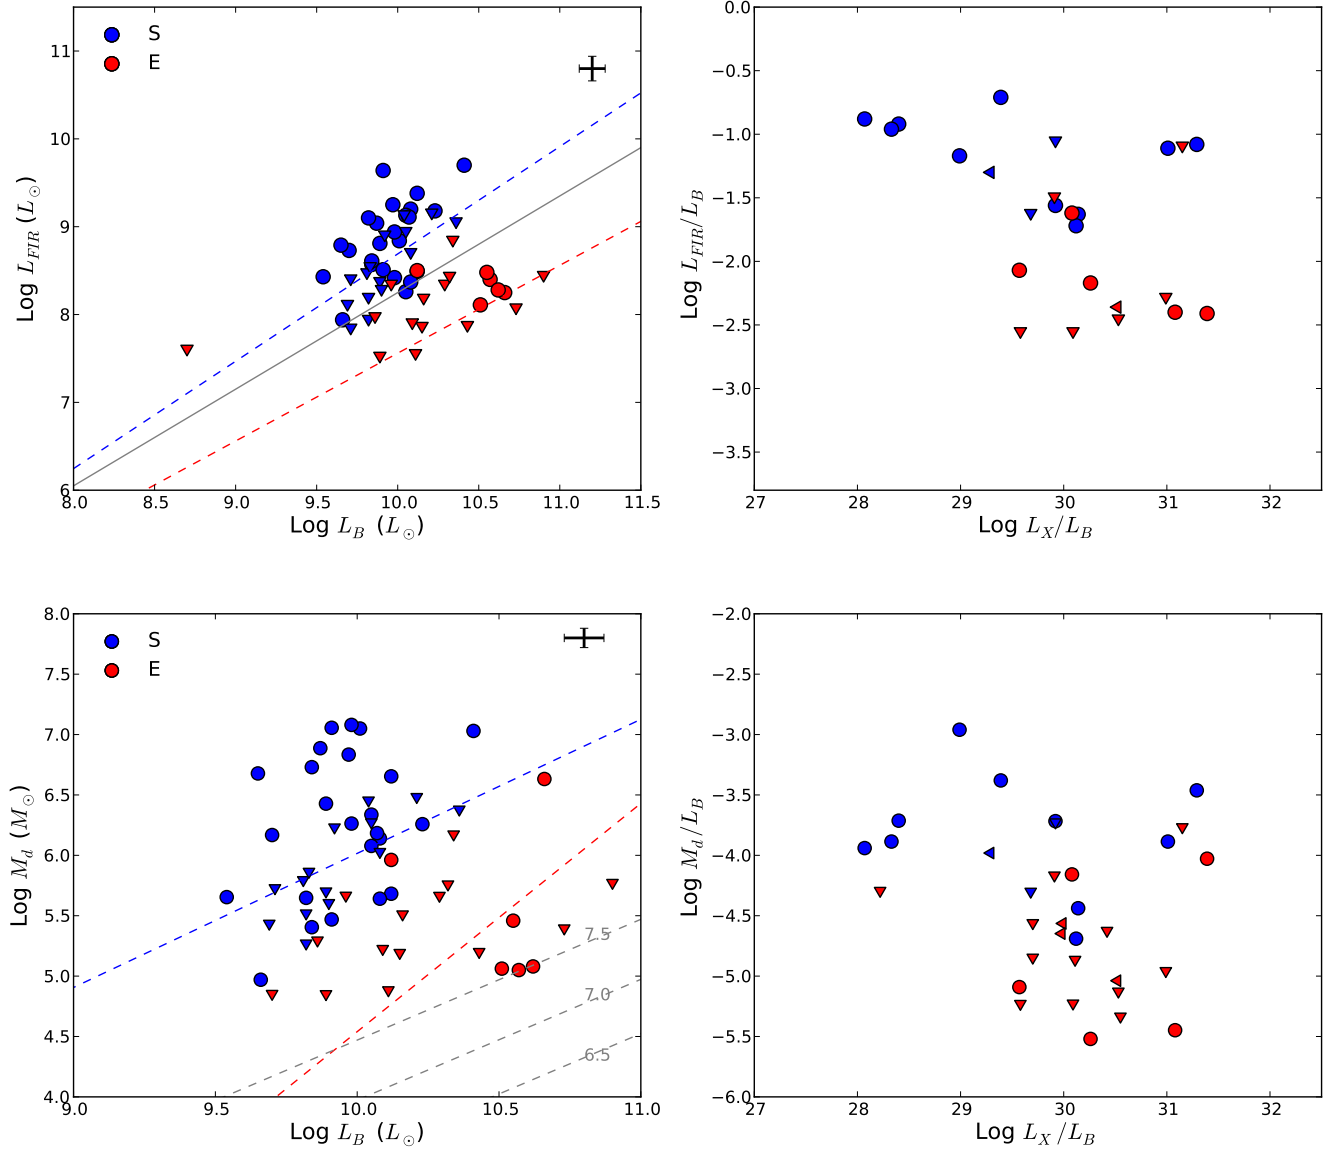 S
E
11
10
9
8
7
6
8.0 8.5 9.0 9.5 10.0 10.5 11.0 11.5
Log L_FIR (L_⊙)
Log L_B (L_⊙)
0.0
−0.5
−1.0
−1.5
−2.0
−2.5
−3.0
−3.5
27 28 29 30 31 32
Log L_FIR/L_B
Log L_X/L_B
S
E
8.0
7.5
7.0
6.5
6.0
5.5
5.0
4.5
4.0
7.5
7.0
6.5
9.0 9.5 10.0 10.5 11.0
Log M_d (M_⊙)
Log L_B (L_⊙)
−2.0
−2.5
−3.0
−3.5
−4.0
−4.5
−5.0
−5.5
−6.0
27 28 29 30 31 32
Log M_d/L_B
Log L_X/L_B